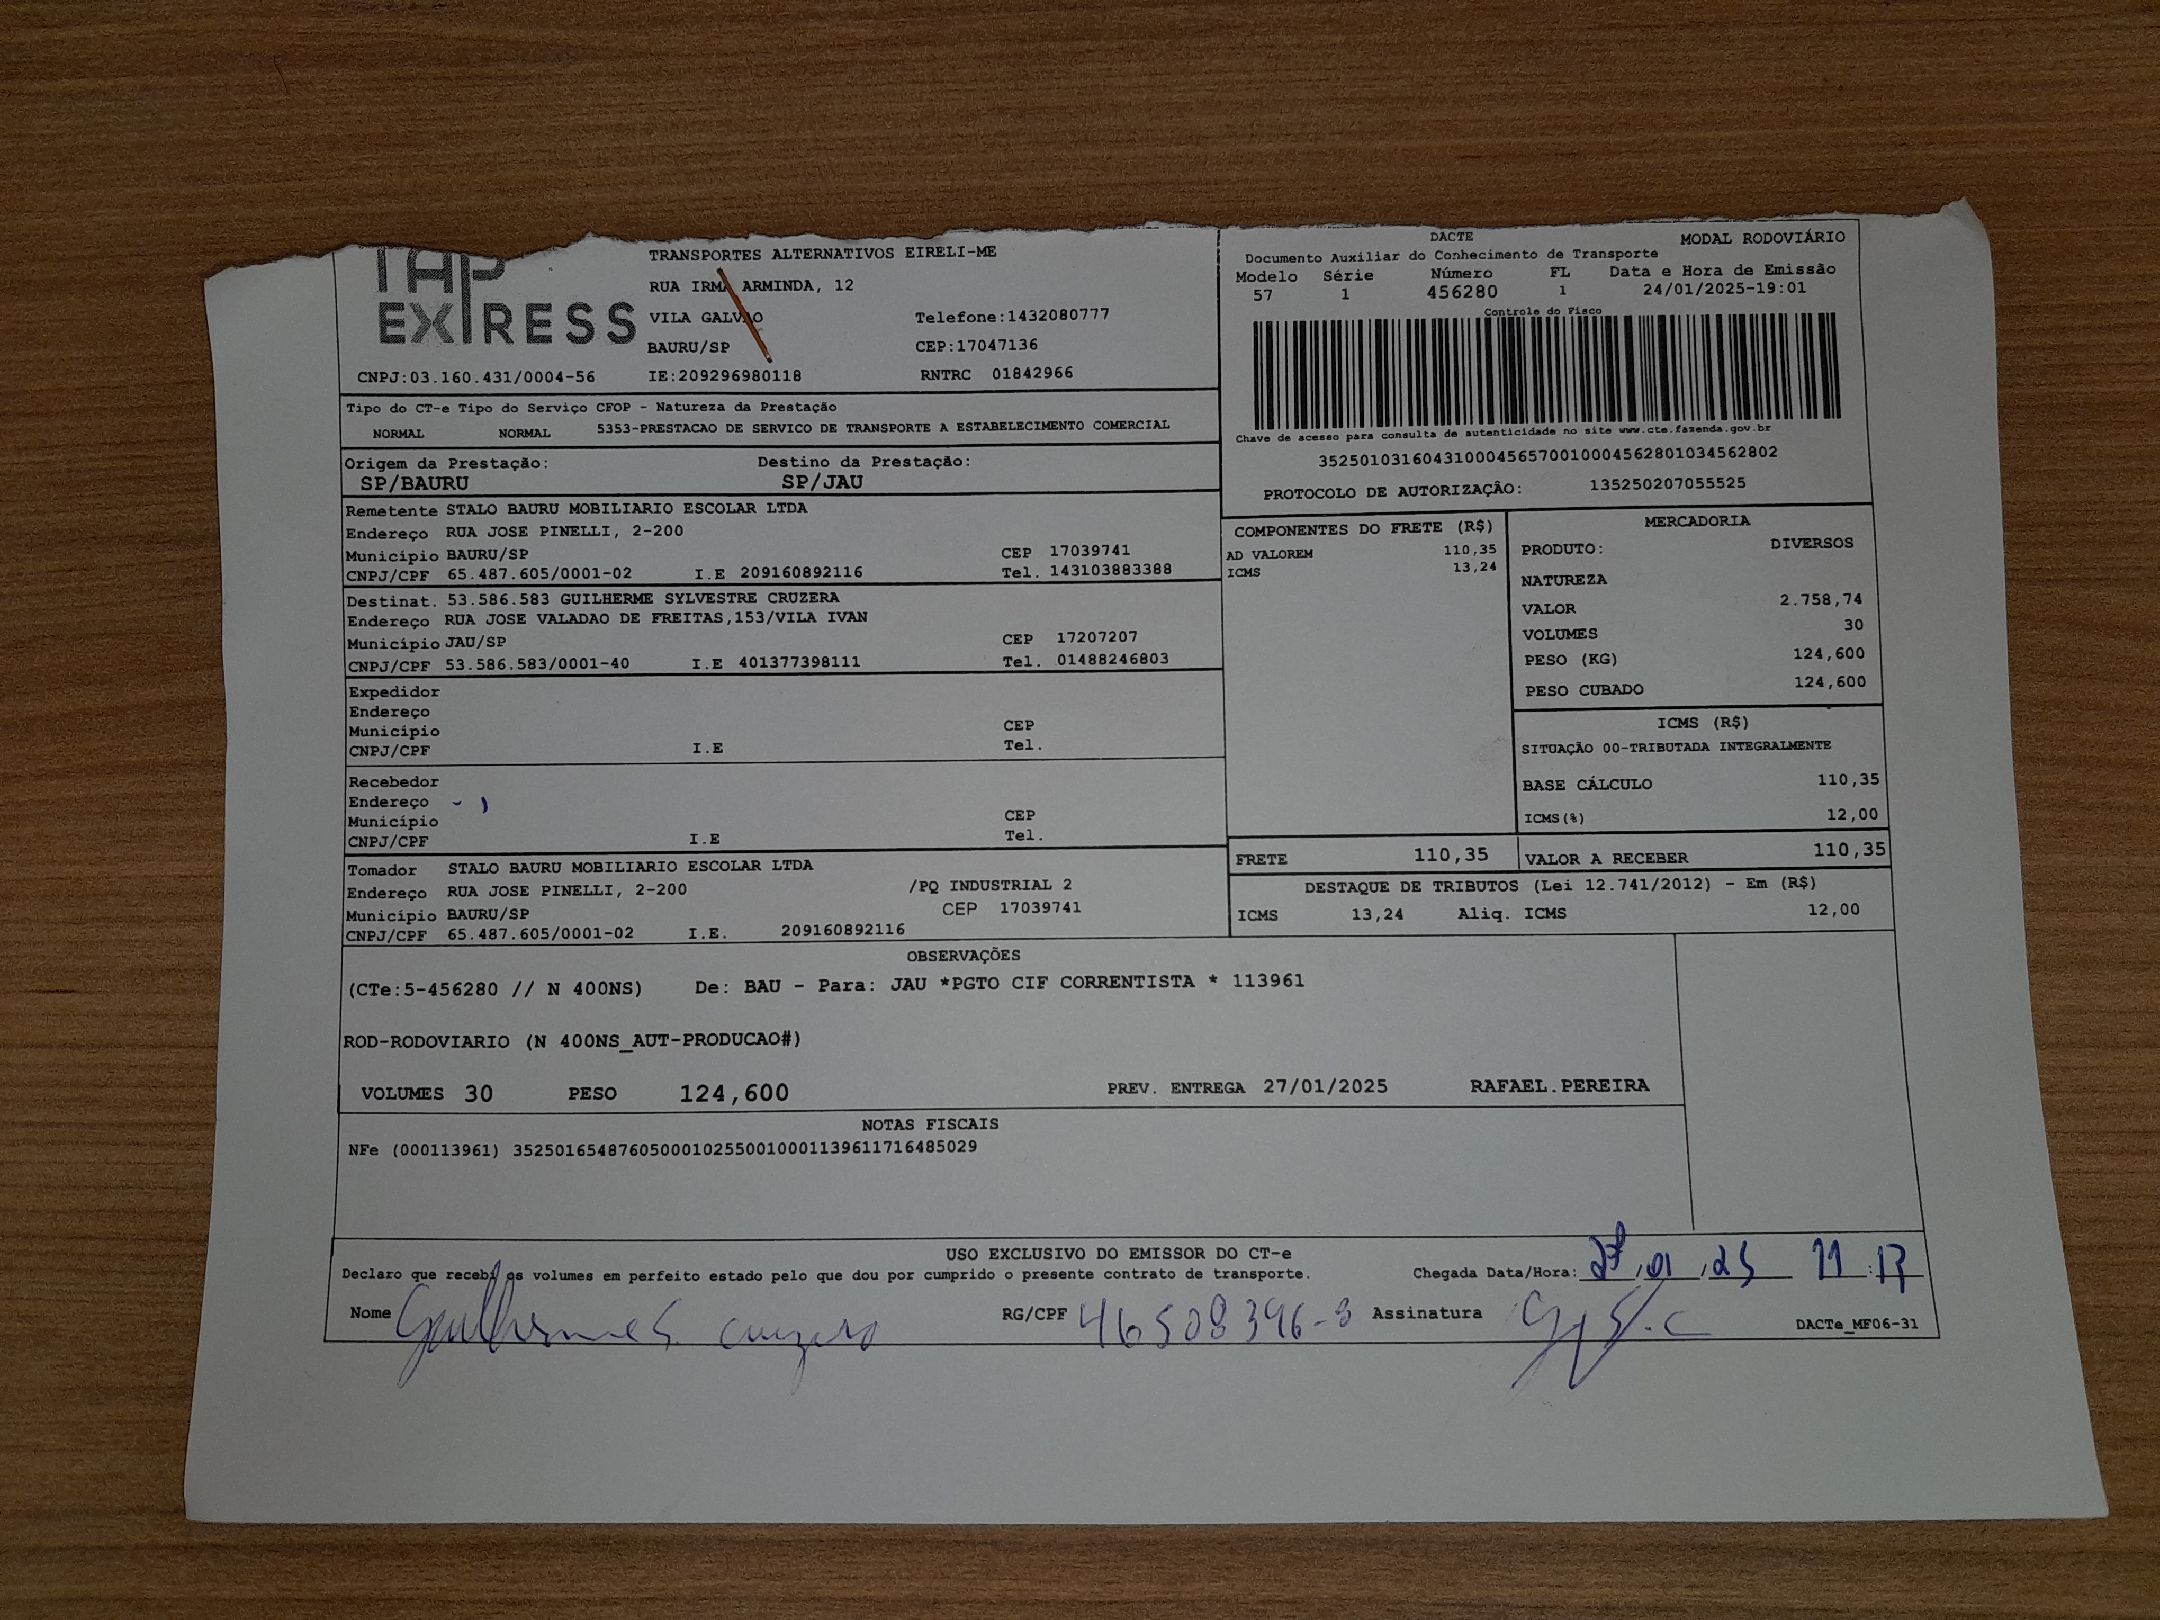 TAP
EXPRESS
TRANSPORTES ALTERNATIVOS EIRELI-ME
RUA IRMA ARMINDA, 12
VILA GALVAO Telefone:1432080777
BAURU/SP CEP:17047136
CNPJ:03.160.431/0004-56 IE:209296980118 RNTRC 01842966
DACTE MODAL RODOVIÁRIO
Documento Auxiliar do Conhecimento de Transporte
Modelo Série Número FL Data e Hora de Emissão
57 1 456280 1 24/01/2025-19:01
Controle do Fisco
Chave de acesso para consulta de autenticidade no site www.cte.fazenda.gov.br
35250103160431000456570010004562801034562802
PROTOCOLO DE AUTORIZAÇÂO: 135250207055525
Tipo do CT-e Tipo do Serviço CFOP - Natureza da Prestação
NORMAL NORMAL 5353-PRESTACAO DE SERVICO DE TRANSPORTE A ESTABELECIMENTO COMERCIAL
Origem da Prestação: Destino da Prestação:
SP/BAURU SP/JAU
Remetente STALO BAURU MOBILIARIO ESCOLAR LTDA
Endereço RUA JOSE PINELLI, 2-200
Município BAURU/SP CEP 17039741
CNPJ/CPF 65.487.605/0001-02 I.E 209160892116 Tel. 143103883388
Destinat. 53.586.583 GUILHERME SYLVESTRE CRUZERA
Endereço RUA JOSE VALADAO DE FREITAS,153/VILA IVAN
Município JAU/SP CEP 17207207
CNPJ/CPF 53.586.583/0001-40 I.E 401377398111 Tel. 01488246803
Expedidor
Endereço
Município CEP
CNPJ/CPF I.E Tel.
Recebedor
Endereço - ,
Município CEP
CNPJ/CPF I.E Tel.
Tomador STALO BAURU MOBILIARIO ESCOLAR LTDA
Endereço RUA JOSE PINELLI, 2-200 /PQ INDUSTRIAL 2
Município BAURU/SP CEP 17039741
CNPJ/CPF 65.487.605/0001-02 I.E. 209160892116
COMPONENTES DO FRETE (R$)
AD VALOREM 110,35
ICMS 13,24
MERCADORIA
PRODUTO: DIVERSOS
NATUREZA
VALOR 2.758,74
VOLUMES 30
PESO (KG) 124,600
PESO CUBADO 124,600
ICMS (R$)
SITUAÇÃO 00-TRIBUTADA INTEGRALMENTE
BASE CÁLCULO 110,35
ICMS(%) 12,00
FRETE 110,35 VALOR A RECEBER 110,35
DESTAQUE DE TRIBUTOS (Lei 12.741/2012) - Em (R$)
ICMS 13,24 Aliq. ICMS 12,00
OBSERVAÇÕES
(CTe:5-456280 // N 400NS) De: BAU - Para: JAU *PGTO CIF CORRENTISTA * 113961
ROD-RODOVIARIO (N 400NS_AUT-PRODUCAO#)
VOLUMES 30 PESO 124,600 PREV. ENTREGA 27/01/2025 RAFAEL.PEREIRA
NOTAS FISCAIS
NFe (000113961) 35250165487605000102550010001139611716485029
USO EXCLUSIVO DO EMISSOR DO CT-e
Declaro que recebi os volumes em perfeito estado pelo que dou por cumprido o presente contrato de transporte. Chegada Data/Hora: /01/25 11:17
Nome Guilherme S. RG/CPF 46508396-8 Assinatura
DACTe_MF06-31